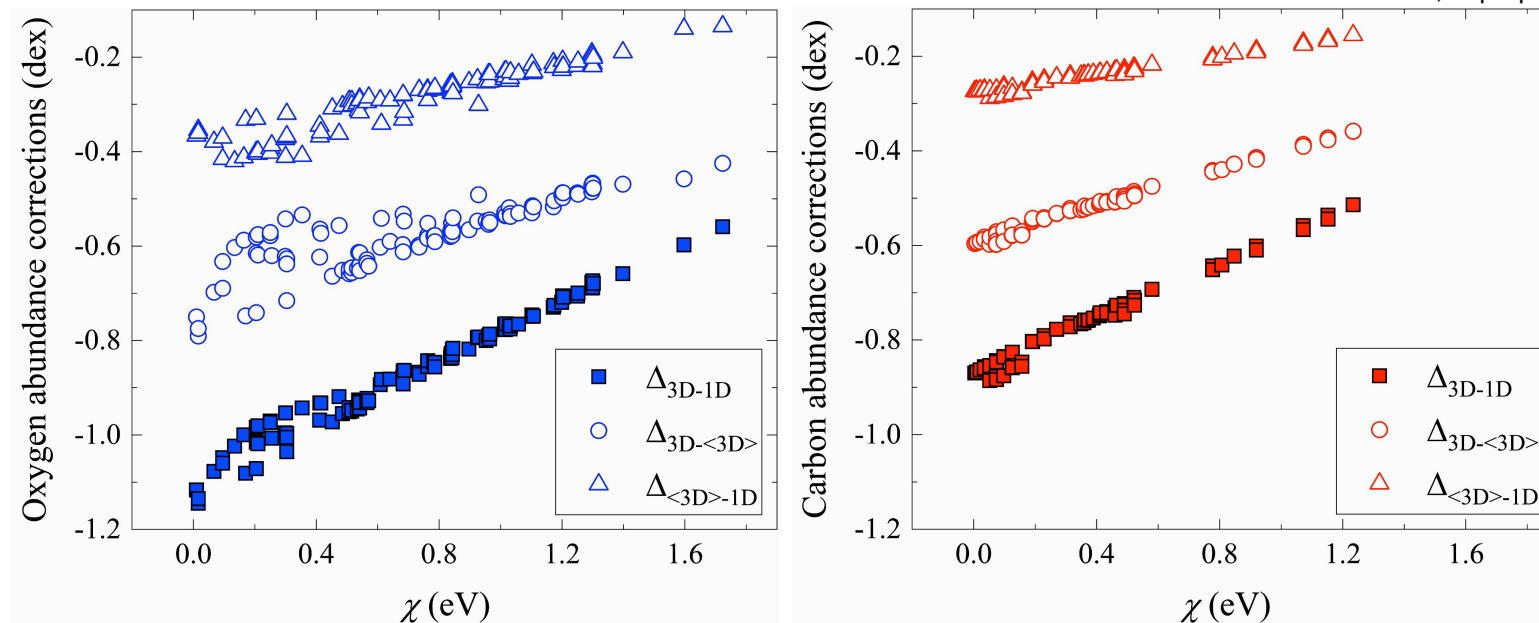 Oxygen abundance corrections (dex)
-0.2
-0.4
-0.6
-0.8
-1.0
-1.2
0.0 0.4 0.8 1.2 1.6
χ (eV)
Δ3D-1D
Δ3D-<3D>
Δ<3D>-1D
Carbon abundance corrections (dex)
-0.2
-0.4
-0.6
-0.8
-1.0
-1.2
0.0 0.4 0.8 1.2 1.6
χ (eV)
Δ3D-1D
Δ3D-<3D>
Δ<3D>-1D